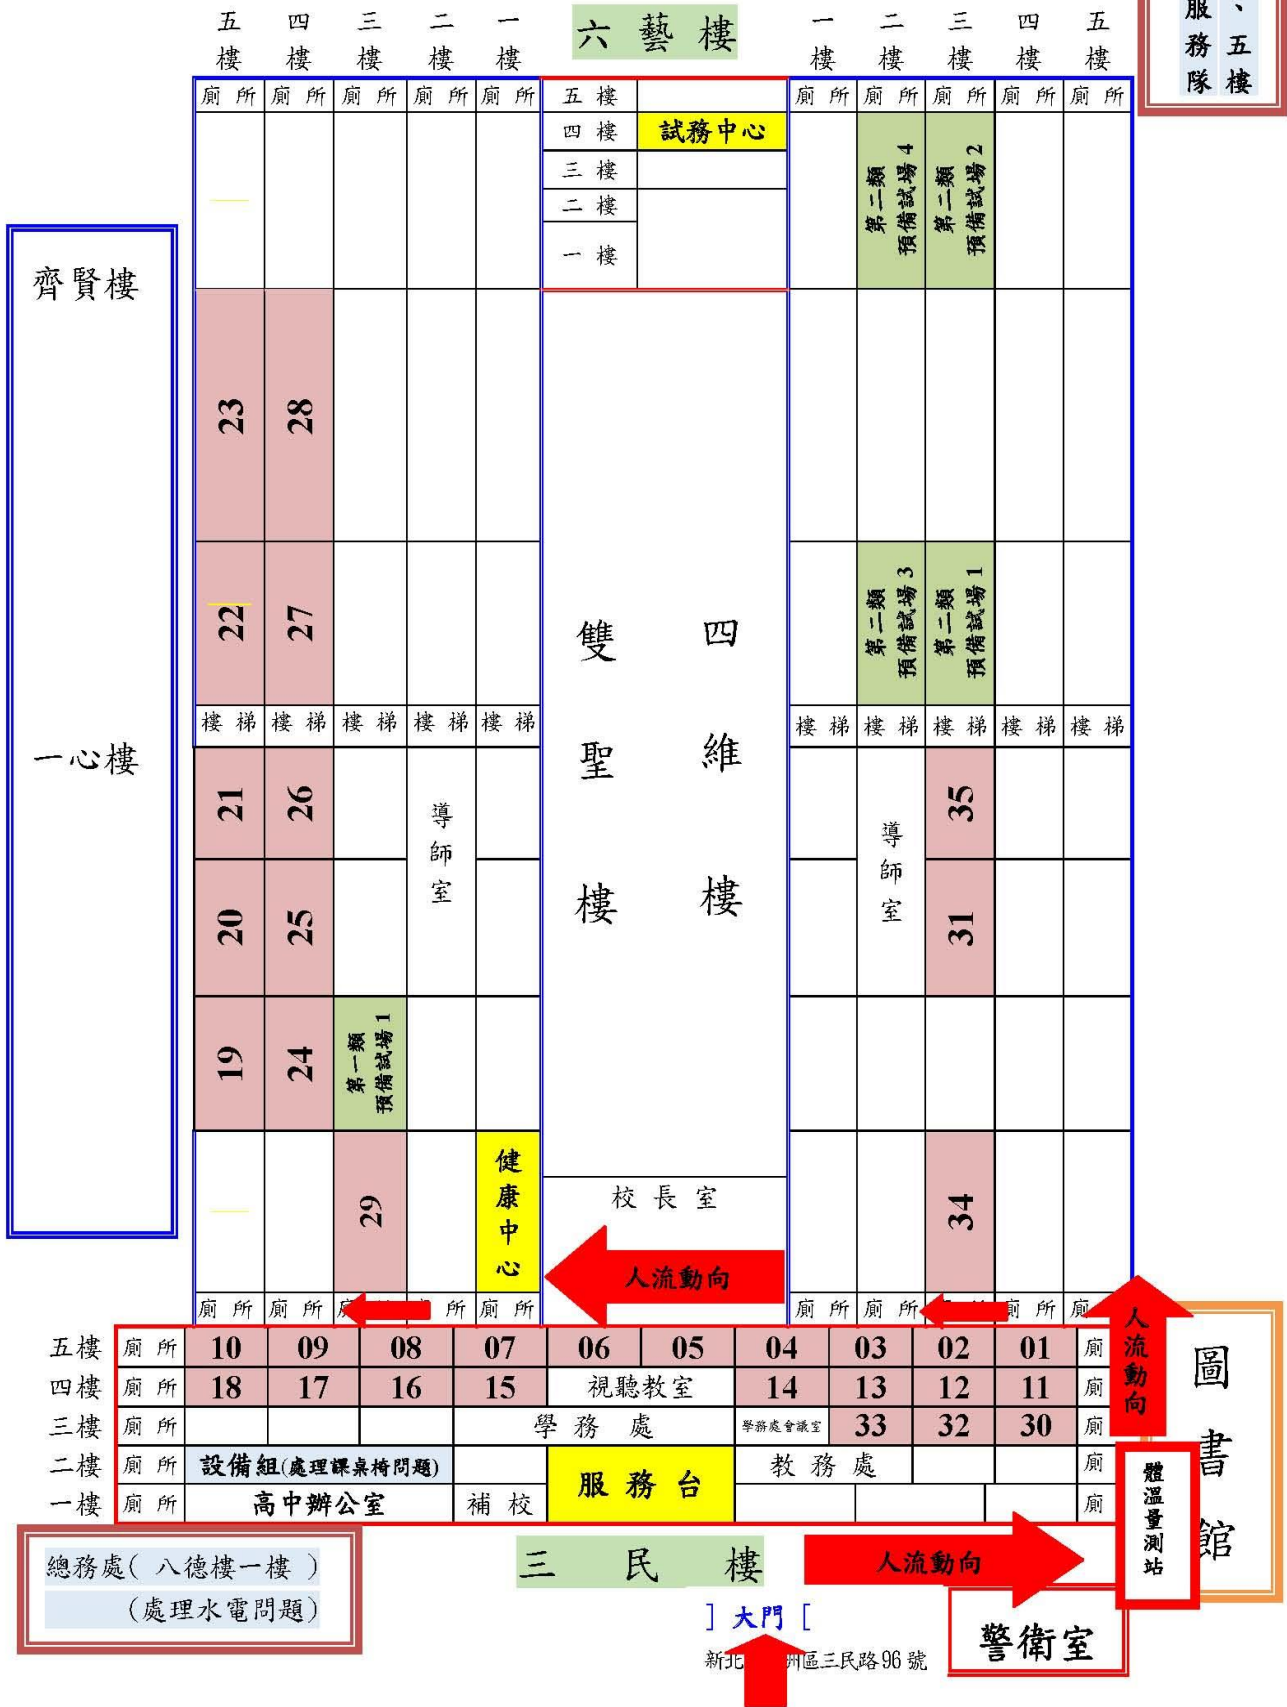 五樓 四樓 三樓 二樓 一樓 六藝樓 一樓 二樓 三樓 四樓 五樓
、五樓
服務隊
廁所 廁所 廁所 廁所 廁所 五樓 廁所 廁所 廁所 廁所 廁所
四樓 試務中心
三樓
二樓
一樓
第二類
預備試場4
第二類
預備試場2
齊賢樓
23 28
22 27
第二類
預備試場3
第二類
預備試場1
樓梯 樓梯 樓梯 樓梯 樓梯 樓梯 樓梯 樓梯 樓梯 樓梯
一心樓
雙聖樓
四維樓
21 26 導師室 導師室 35
20 25 31
19 24
第一類
預備試場1
29 健康中心 34
校長室
人流動向
廁所 廁所 所 廁所 廁所 廁所 廁所 廁
人流動向
圖書館
五樓 廁所 10 09 08 07 06 05 04 03 02 01 廁
四樓 廁所 18 17 16 15 視聽教室 14 13 12 11 廁
三樓 廁所 學務處 學務處會議室 33 32 30 廁
二樓 廁所 設備組(處理課桌椅問題) 服務台 教務處 廁
一樓 廁所 高中辦公室 補校 廁
體溫量測站
總務處(八德樓一樓)
(處理水電問題)
三民樓
人流動向
]大門[
警衛室
新北 洲區三民路96號